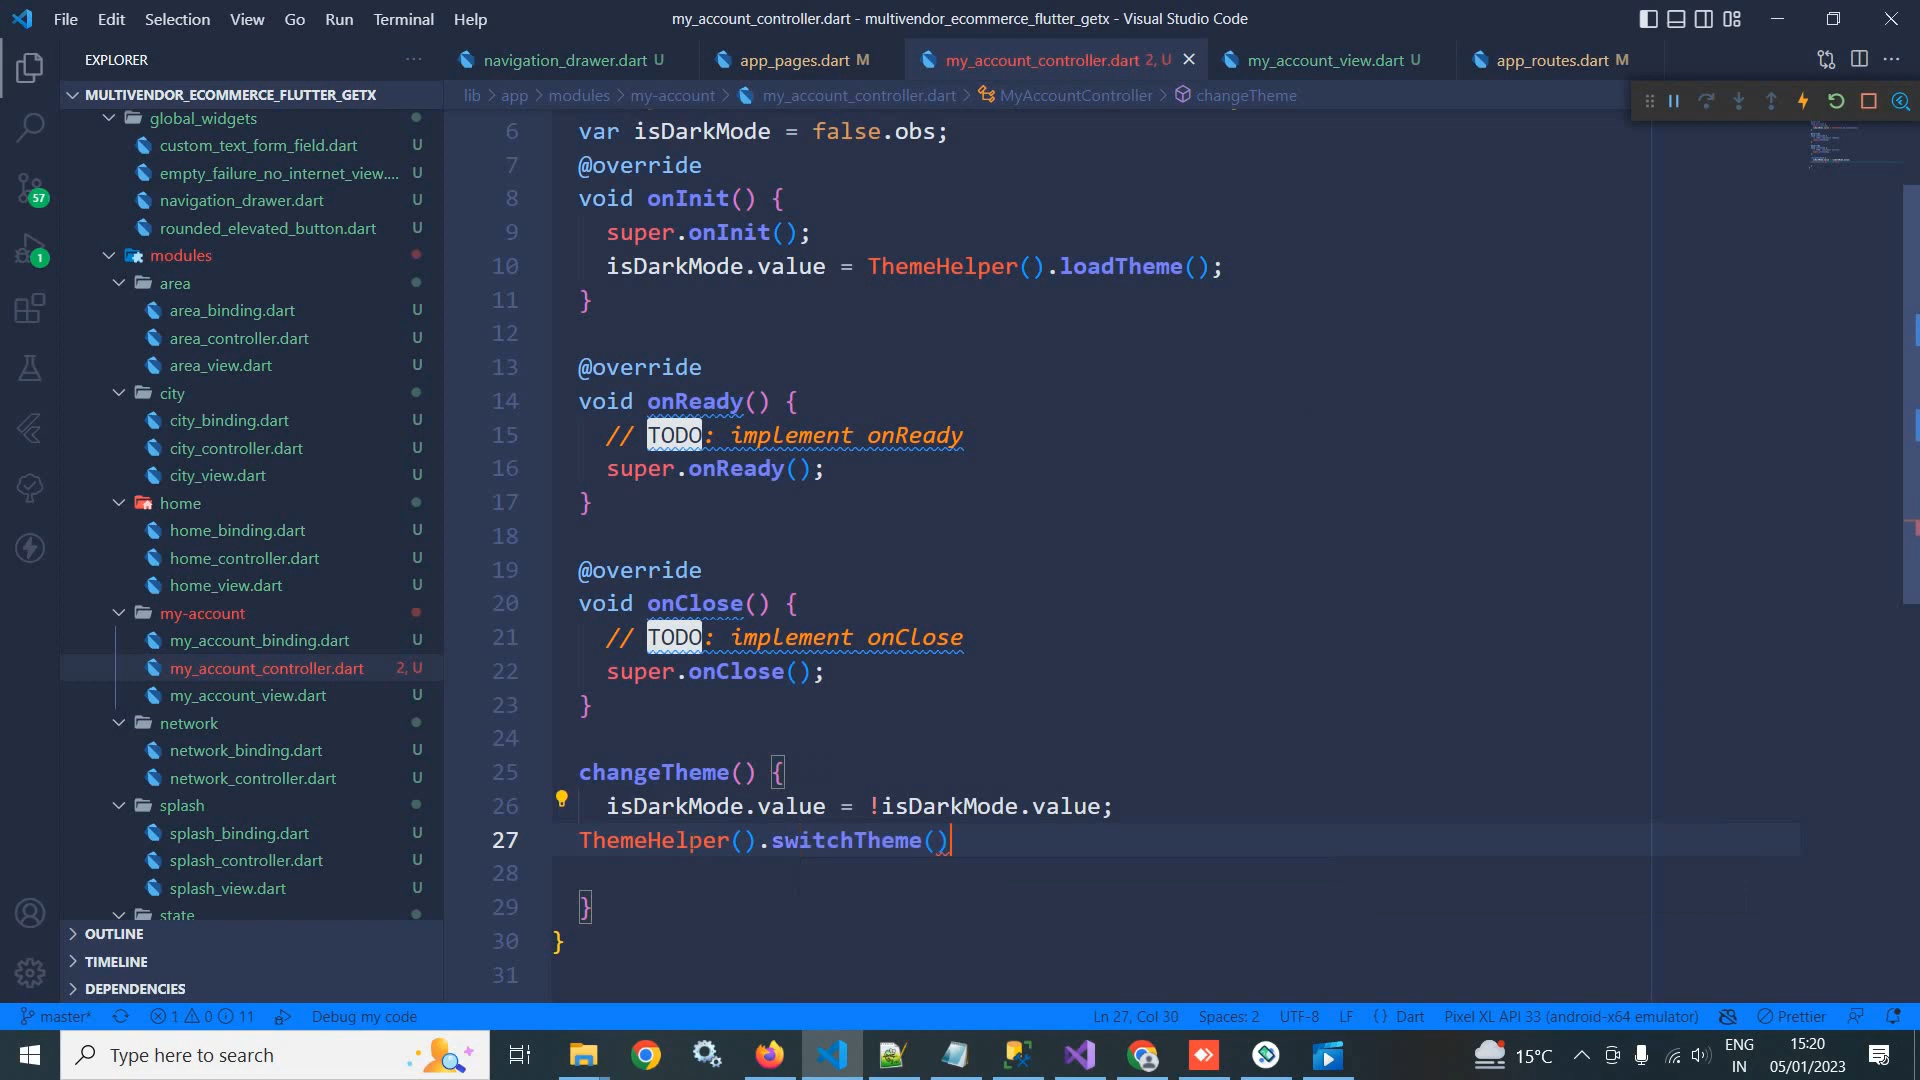 File Edit Selection View Go Run Terminal Help
my_account_controller.dart - multivendor_ecommerce_flutter_getx - Visual Studio Code
EXPLORER
navigation_drawer.dart U
app_pages.dart M
my_account_controller.dart 2, U
my_account_view.dart U
app_routes.dart M
MULTIVENDOR_ECOMMERCE_FLUTTER_GETX
lib > app > modules > my-account > my_account_controller.dart > MyAccountController > changeTheme
global_widgets
custom_text_form_field.dart U
empty_failure_no_internet_view.... U
navigation_drawer.dart U
rounded_elevated_button.dart U
modules
area
area_binding.dart U
area_controller.dart U
area_view.dart U
city
city_binding.dart U
city_controller.dart U
city_view.dart U
home
home_binding.dart U
home_controller.dart U
home_view.dart U
my-account
my_account_binding.dart U
my_account_controller.dart 2, U
my_account_view.dart U
network
network_binding.dart U
network_controller.dart U
splash
splash_binding.dart U
splash_controller.dart U
splash_view.dart U
state
OUTLINE
TIMELINE
DEPENDENCIES
57
1
6 var isDarkMode = false.obs;
7 @override
8 void onInit() {
9 super.onInit();
10 isDarkMode.value = ThemeHelper().loadTheme();
11 }
12
13 @override
14 void onReady() {
15 // TODO: implement onReady
16 super.onReady();
17 }
18
19 @override
20 void onClose() {
21 // TODO: implement onClose
22 super.onClose();
23 }
24
25 changeTheme() {
26 isDarkMode.value = !isDarkMode.value;
27 ThemeHelper().switchTheme()
28
29 }
30 }
31
master* 1 0 11 Debug my code
Ln 27, Col 30 Spaces: 2 UTF-8 LF {} Dart Pixel XL API 33 (android-x64 emulator) Prettier
Type here to search
15°C
ENG
IN
15:20
05/01/2023